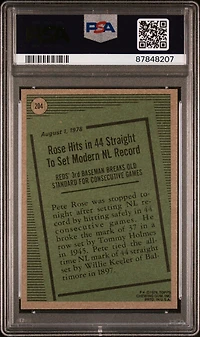 PSA
87848207
204
August 1, 1978
Rose Hits in 44 Straight
To Set Modern NL Record
REDS' 3rd BASEMAN BREAKS OLD
STANDARD FOR CONSECUTIVE GAMES
Pete Rose was stopped to-
night after setting NL re-
cord by hitting safely in 44
consecutive games. He
broke the mark of 37 in a
row set by Tommy Holmes
in 1945. Pete tied the all-
time NL mark of 44 straight
set by Willie Keeler of Bal-
timore in 1897.